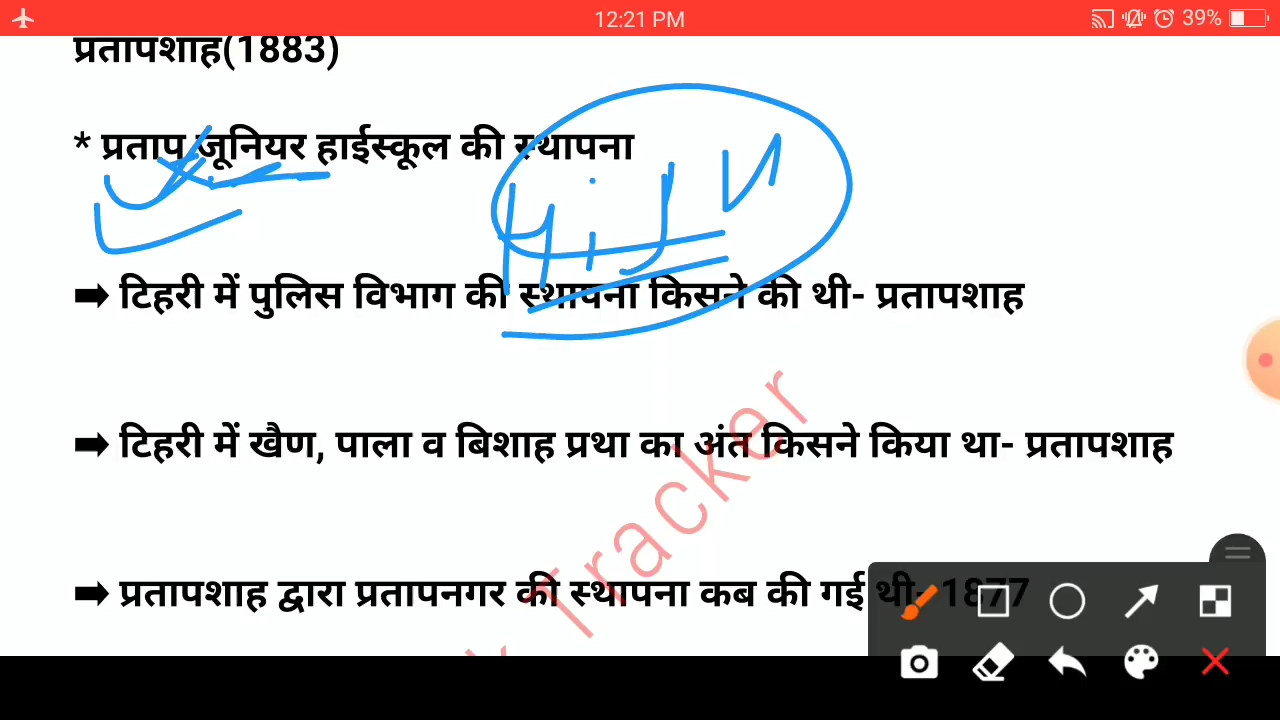 12:21 PM
39%
प्रतापशाह(1883)
* प्रताप जूनियर हाईस्कूल की स्थापना
➡ टिहरी में पुलिस विभाग की स्थापना किसने की थी- प्रतापशाह
➡ टिहरी में खैण, पाला व बिशाह प्रथा का अंत किसने किया था- प्रतापशाह
➡ प्रतापशाह द्वारा प्रतापनगर की स्थापना कब की गई थी- 1877
Tracker